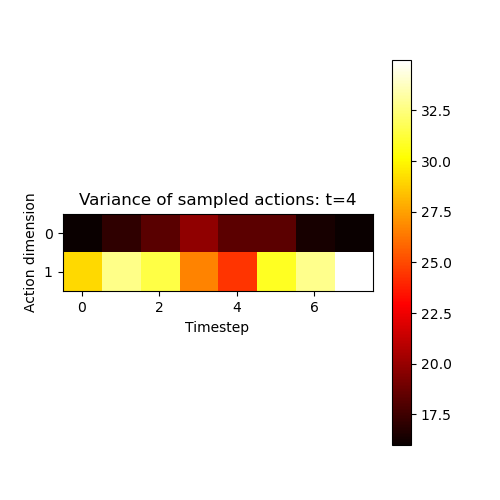 Variance of sampled actions: t=4
Action dimension
0
1
0 2 4 6
Timestep
32.5
30.0
27.5
25.0
22.5
20.0
17.5